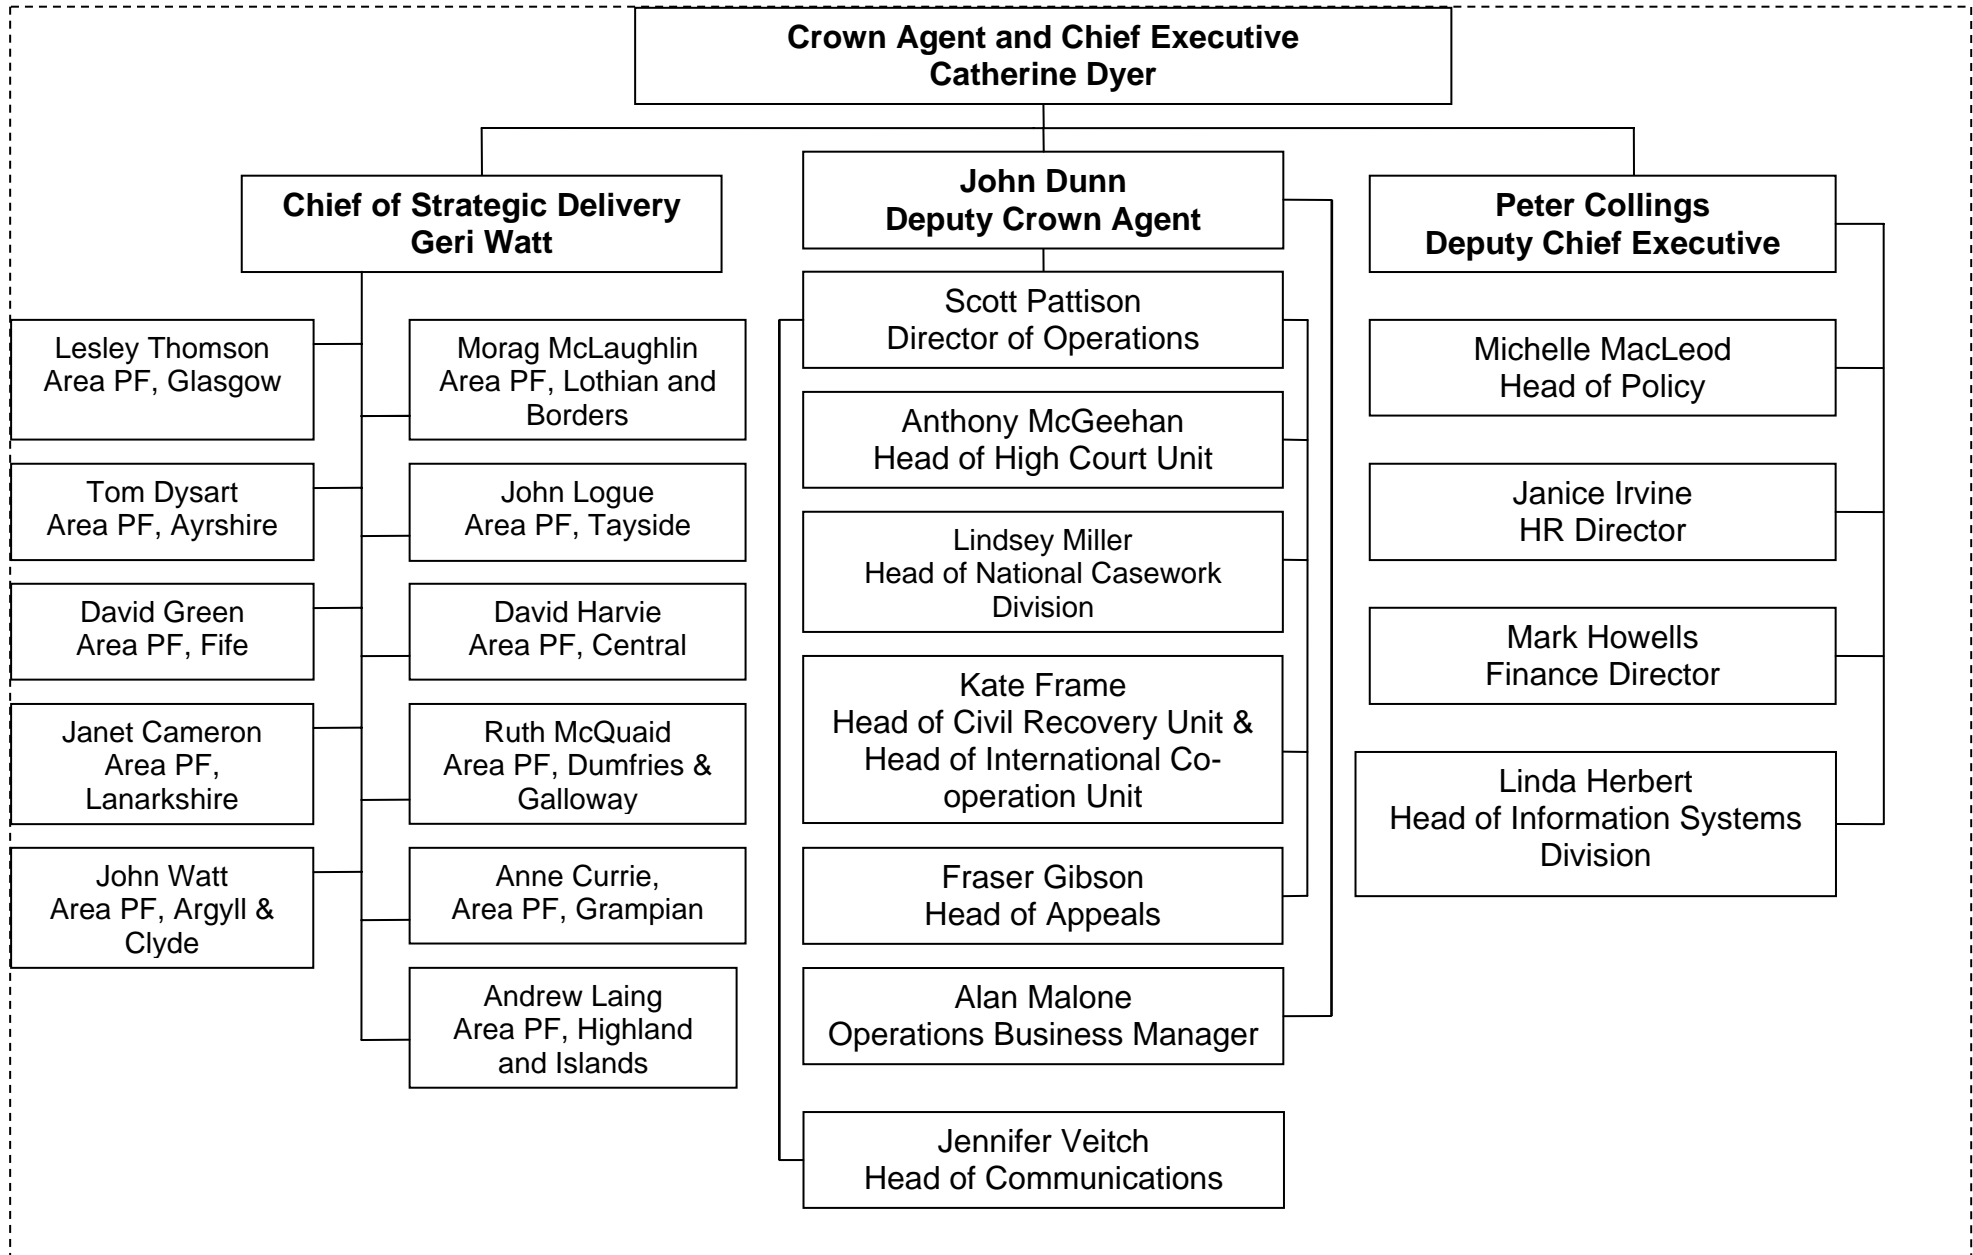 Crown Agent and Chief Executive
Catherine Dyer
Chief of Strategic Delivery
Geri Watt
Lesley Thomson
Area PF, Glasgow
Morag McLaughlin
Area PF, Lothian and
Borders
Tom Dysart
Area PF, Ayrshire
John Logue
Area PF, Tayside
David Green
Area PF, Fife
David Harvie
Area PF, Central
Janet Cameron
Area PF,
Lanarkshire
Ruth McQuaid
Area PF, Dumfries &
Galloway
John Watt
Area PF, Argyll &
Clyde
Anne Currie,
Area PF, Grampian
Andrew Laing
Area PF, Highland
and Islands
John Dunn
Deputy Crown Agent
Scott Pattison
Director of Operations
Anthony McGeehan
Head of High Court Unit
Lindsey Miller
Head of National Casework
Division
Kate Frame
Head of Civil Recovery Unit &
Head of International Co-
operation Unit
Fraser Gibson
Head of Appeals
Alan Malone
Operations Business Manager
Jennifer Veitch
Head of Communications
Peter Collings
Deputy Chief Executive
Michelle MacLeod
Head of Policy
Janice Irvine
HR Director
Mark Howells
Finance Director
Linda Herbert
Head of Information Systems
Division